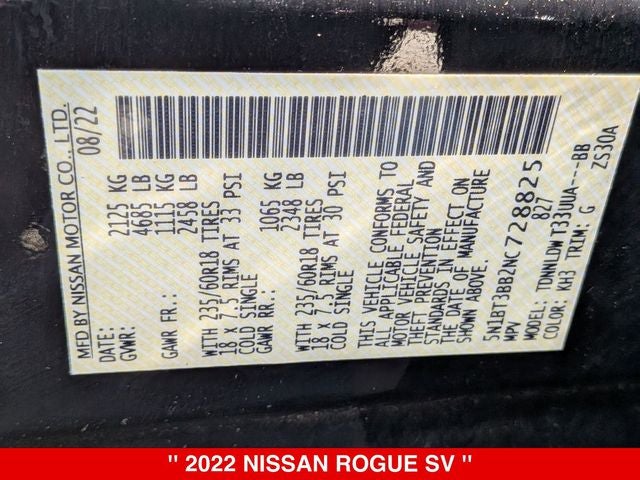 MFD BY NISSAN MOTOR CO., LTD.
DATE: 08/22
GVWR: 2125 KG
4685 LB
GAWR FR.: 1115 KG
2458 LB
WITH 235/60R18 TIRES
18 X 7.5 RIMS AT 33 PSI
COLD SINGLE
GAWR RR.: 1065 KG
2348 LB
WITH 235/60R18 TIRES
18 X 7.5 RIMS AT 30 PSI
COLD SINGLE
THIS VEHICLE CONFORMS TO
ALL APPLICABLE FEDERAL
MOTOR VEHICLE SAFETY AND
THEFT PREVENTION
STANDARDS IN EFFECT ON
THE DATE OF MANUFACTURE
SHOWN ABOVE.
5N1BT3BB2NC728825
MPV 827
MODEL: TDWNLDWT33UUA---BB
COLOR: KH3 TRIM: G ZS30A
" 2022 NISSAN ROGUE SV "